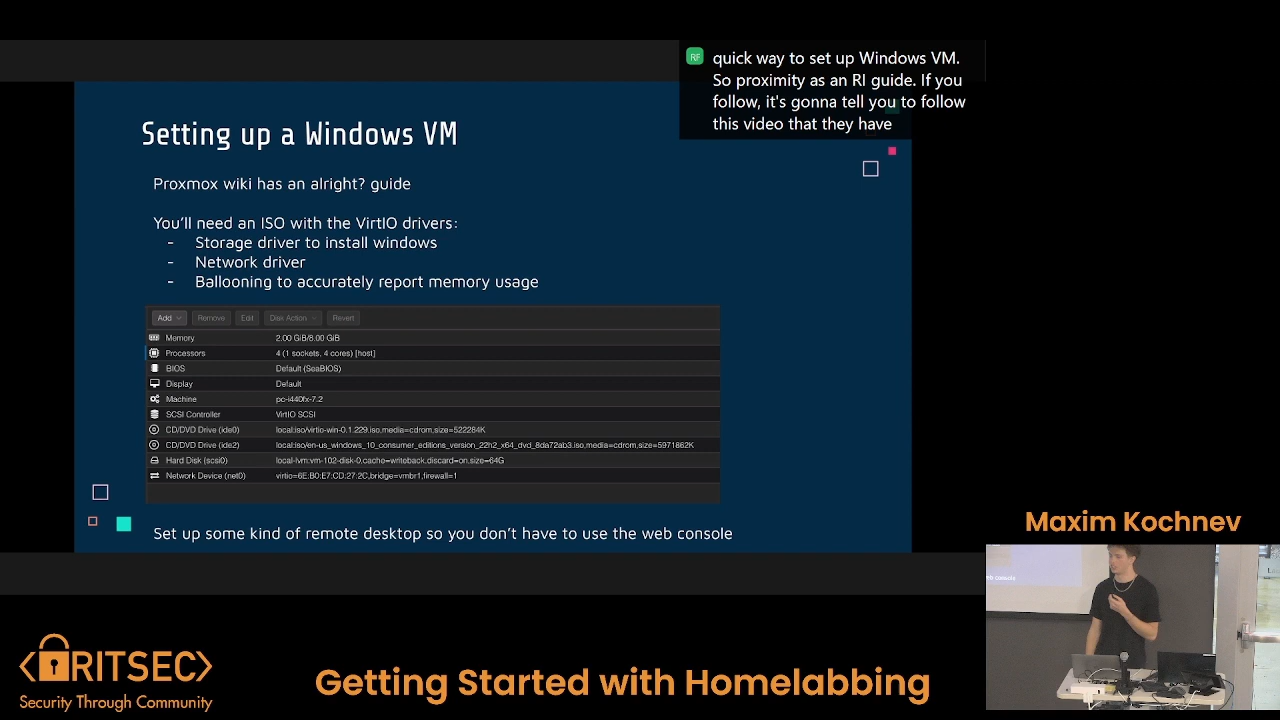 RF
quick way to set up Windows VM.
So proximity as an RI guide. If you
follow, it's gonna tell you to follow
this video that they have
Setting up a Windows VM
Proxmox wiki has an alright? guide
You'll need an ISO with the VirtIO drivers:
- Storage driver to install windows
- Network driver
- Ballooning to accurately report memory usage
Add Remove Edit Disk Action Revert
Memory 2.00 GiB/8.00 GiB
Processors 4 (1 sockets, 4 cores) [host]
BIOS Default (SeaBIOS)
Display Default
Machine pc-i440fx-7.2
SCSI Controller VirtIO SCSI
CD/DVD Drive (ide0) local:iso/virtio-win-0.1.229.iso,media=cdrom,size=522284K
CD/DVD Drive (ide2) local:iso/en-us_windows_10_consumer_editions_version_22h2_x64_dvd_8da72ab3.iso,media=cdrom,size=5971862K
Hard Disk (scsi0) local-lvm:vm-102-disk-0,cache=writeback,discard=on,size=64G
Network Device (net0) virtio=6E:B0:E7:CD:27:2C,bridge=vmbr1,firewall=1
Set up some kind of remote desktop so you don't have to use the web console
Maxim Kochnev
<RITSEC>
Security Through Community
Getting Started with Homelabbing